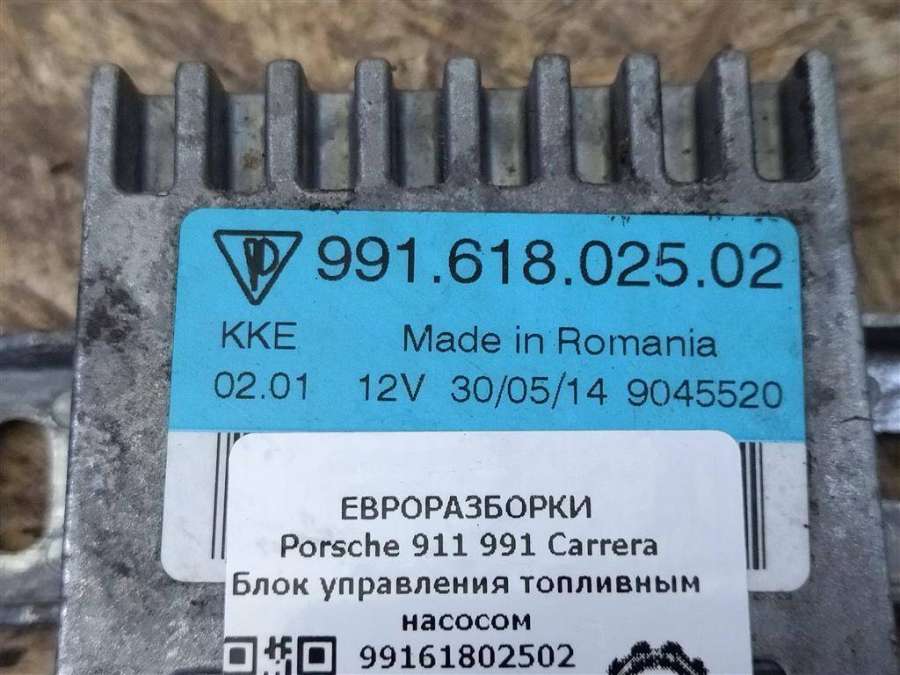 991.618.025.02
KKE Made in Romania
02.01 12V 30/05/14 9045520
ЕВРОРАЗБОРКИ
Porsche 911 991 Carrera
Блок управления топливным
насосом
99161802502